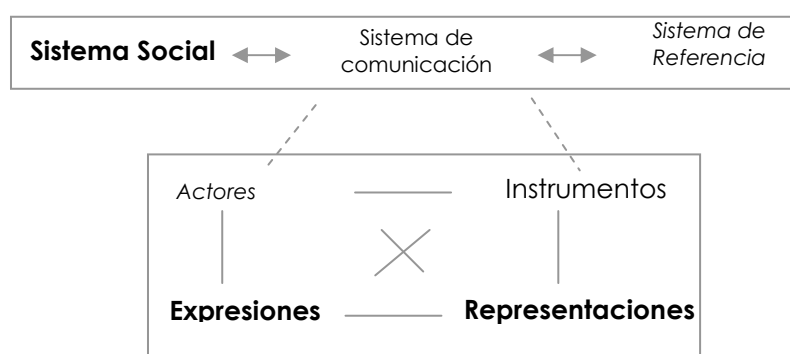 Sistema Social
Sistema de
comunicación
Sistema de
Referencia
Actores
Instrumentos
Expresiones
Representaciones